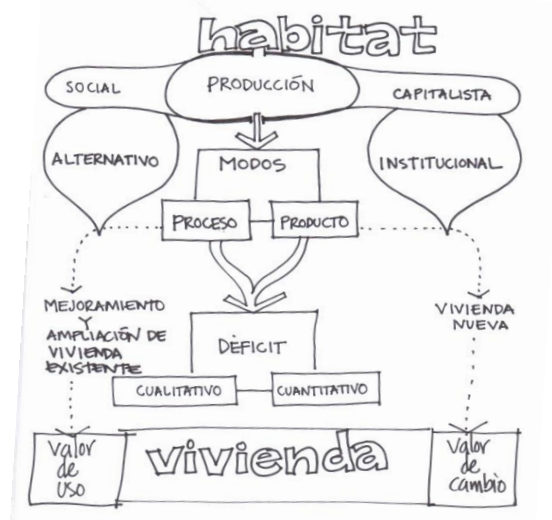 habitat
SOCIAL
PRODUCCIÓN
CAPITALISTA
ALTERNATIVO
MODOS
INSTITUCIONAL
PROCESO
PRODUCTO
MEJORAMIENTO
Y
AMPLIACIÓN DE
VIVIENDA
EXISTENTE
VIVIENDA
NUEVA
DÈFICIT
CUALITATIVO
CUANTITATIVO
valor
de
uso
vivienda
valor
de
cambio